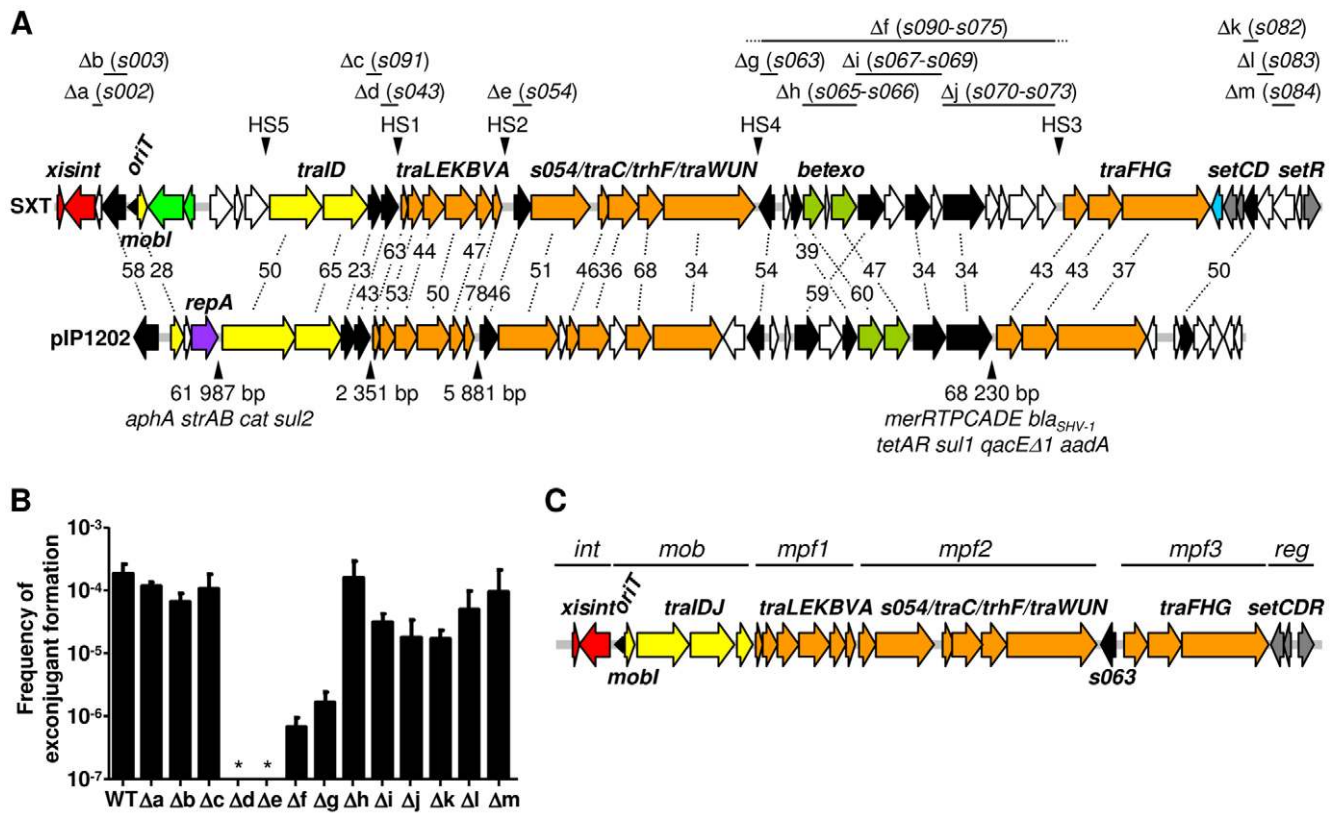 A
Δf (s090-s075)
Δk (s082)
Δb (s003)
Δc (s091)
Δg (s063)
Δi (s067-s069)
Δl (s083)
Δa (s002)
Δd (s043)
Δe (s054)
Δh (s065-s066)
Δj (s070-s073)
Δm (s084)
HS5
HS1
HS2
HS4
HS3
xisint
oriT
traID
traLEKBVA
s054/traC/trhF/traWUN
betexo
traFHG
setCD
setR
SXT
mobI
63 47 39
58 28 50 65 23 44 51 46 36 68 34 54 47 34 34 43 43 37 50
43 53 50 78 46 59 60
repA
pIP1202
61 987 bp
2 351 bp
5 881 bp
68 230 bp
aphA strAB cat sul2
merRTPCADE blaSHV-1
tetAR sul1 qacEΔ1 aadA
B
Frequency of
exconjugant formation
10-3
10-4
10-5
10-6
10-7
* *
WT Δa Δb Δc Δd Δe Δf Δg Δh Δi Δj Δk Δl Δm
C
int mob mpf1 mpf2 mpf3 reg
xisint oriT traIDJ traLEKBVA s054/traC/trhF/traWUN traFHG setCDR
mobI
s063